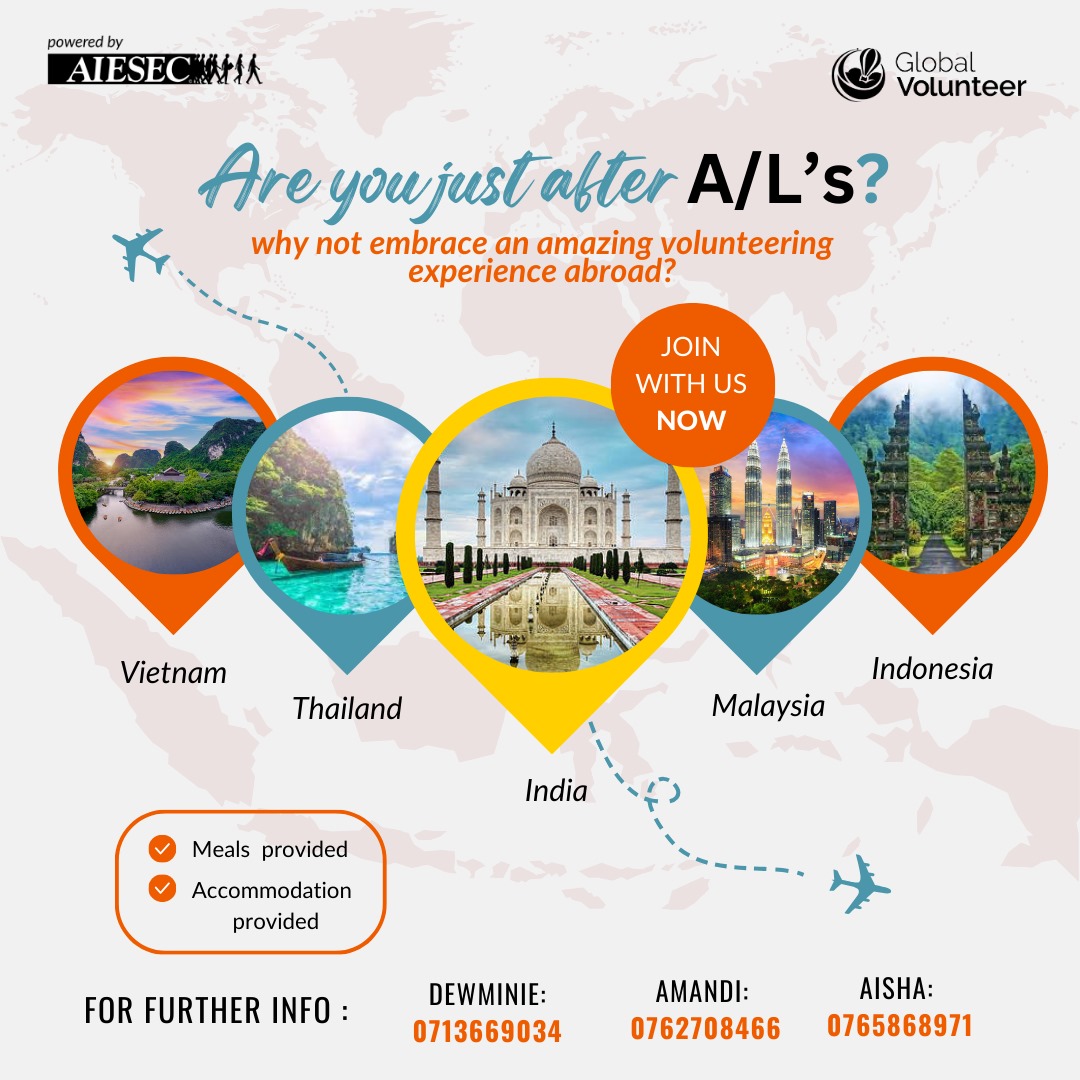 powered by
AIESEC
Global
Volunteer
Are you just after A/L's?
why not embrace an amazing volunteering
experience abroad?
JOIN
WITH US
NOW
Vietnam
Thailand
India
Malaysia
Indonesia
Meals provided
Accommodation
provided
FOR FURTHER INFO :
DEWMINIE:
0713669034
AMANDI:
0762708466
AISHA:
0765868971